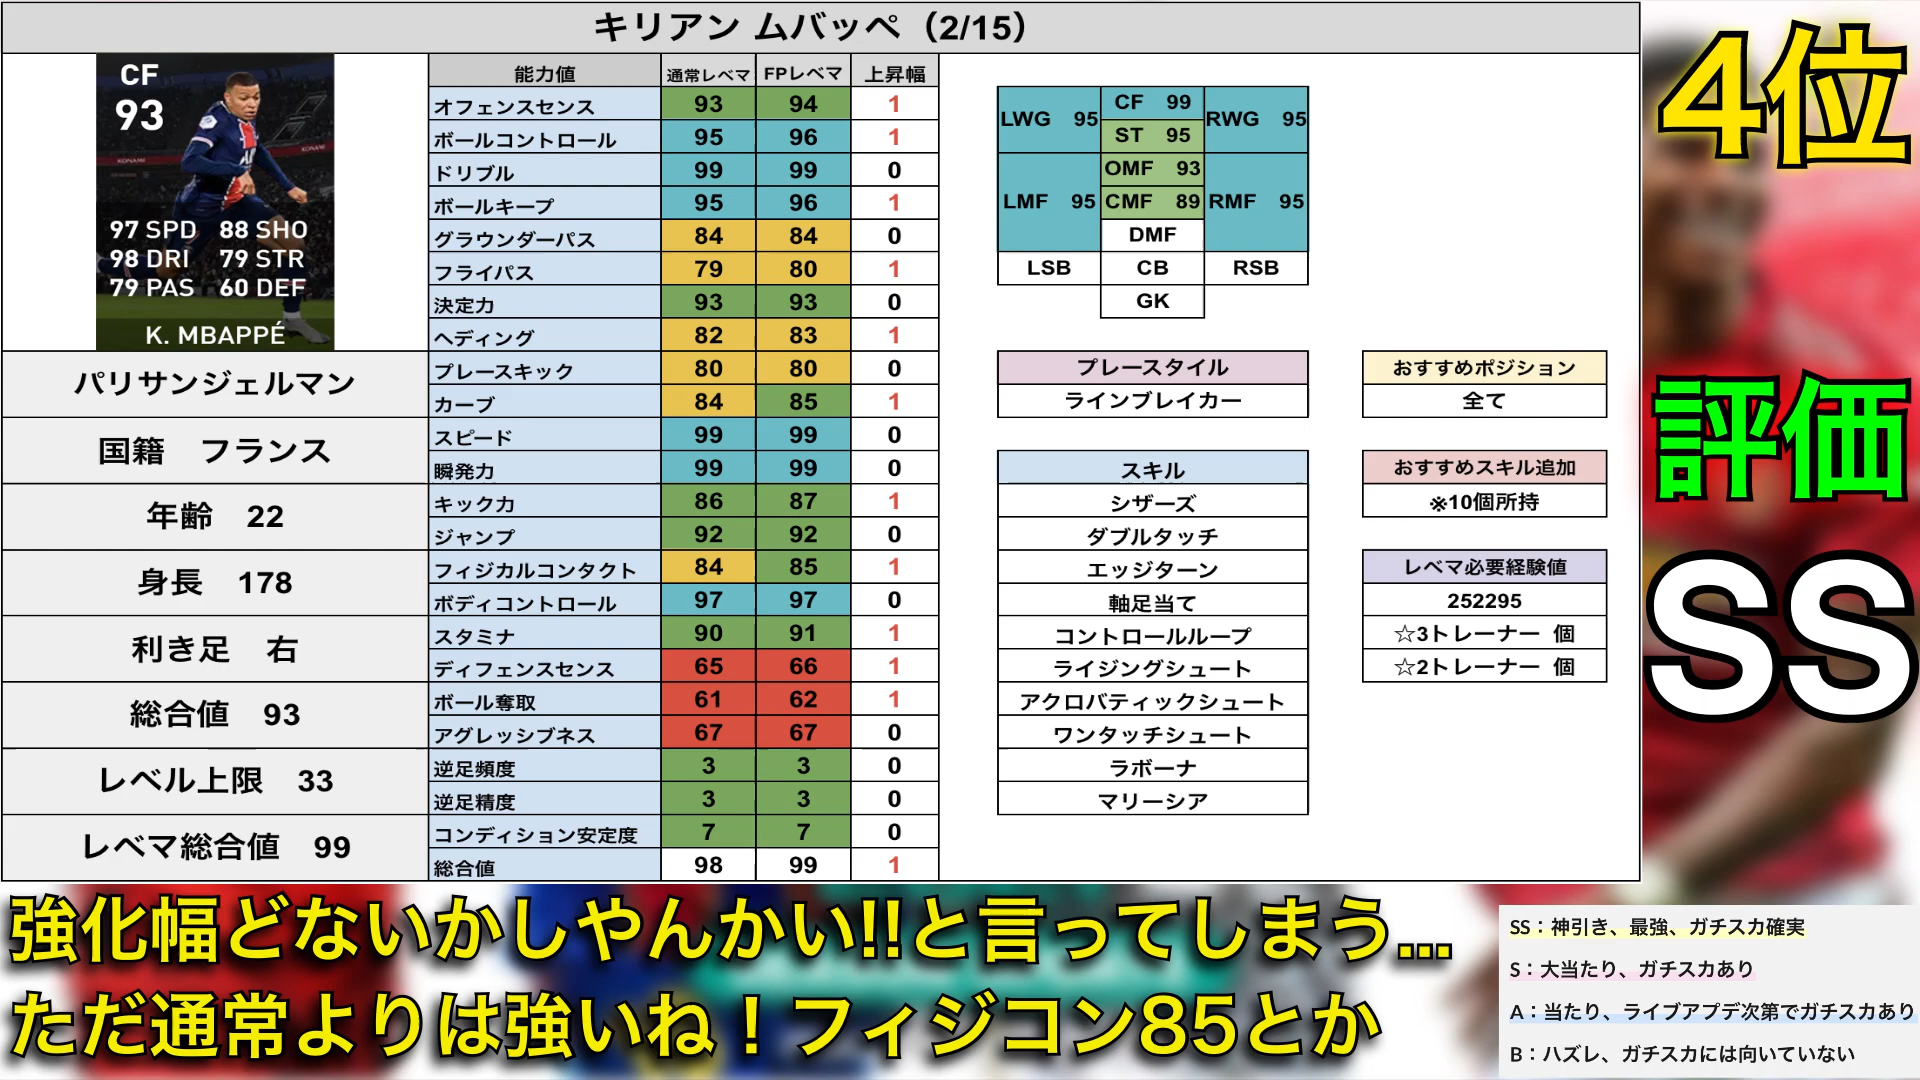 キリアン ムバッペ（2/15）
CF
93
97 SPD 88 SHO
98 DRI 79 STR
79 PAS 60 DEF
K. MBAPPÉ
パリサンジェルマン
国籍 フランス
年齢 22
身長 178
利き足 右
総合値 93
レベル上限 33
レベマ総合値 99
能力値 通常レベマ FPレベマ 上昇幅
オフェンスセンス 93 94 1
ボールコントロール 95 96 1
ドリブル 99 99 0
ボールキープ 95 96 1
グラウンダーパス 84 84 0
フライパス 79 80 1
決定力 93 93 0
ヘディング 82 83 1
プレースキック 80 80 0
カーブ 84 85 1
スピード 99 99 0
瞬発力 99 99 0
キック力 86 87 1
ジャンプ 92 92 0
フィジカルコンタクト 84 85 1
ボディコントロール 97 97 0
スタミナ 90 91 1
ディフェンスセンス 65 66 1
ボール奪取 61 62 1
アグレッシブネス 67 67 0
逆足頻度 3 3 0
逆足精度 3 3 0
コンディション安定度 7 7 0
総合値 98 99 1
LWG 95 CF 99 RWG 95
ST 95
OMF 93
LMF 95 CMF 89 RMF 95
DMF
LSB CB RSB
GK
プレースタイル
ラインブレイカー
スキル
シザーズ
ダブルタッチ
エッジターン
軸足当て
コントロールループ
ライジングシュート
アクロバティックシュート
ワンタッチシュート
ラボーナ
マリーシア
おすすめポジション
全て
おすすめスキル追加
※10個所持
レベマ必要経験値
252295
☆3トレーナー 個
☆2トレーナー 個
4位
評価
SS
強化幅どないかしやんかい!!と言ってしまう...
ただ通常よりは強いね！フィジコン85とか
SS：神引き、最強、ガチスカ確実
S：大当たり、ガチスカあり
A：当たり、ライブアプデ次第でガチスカあり
B：ハズレ、ガチスカには向いていない